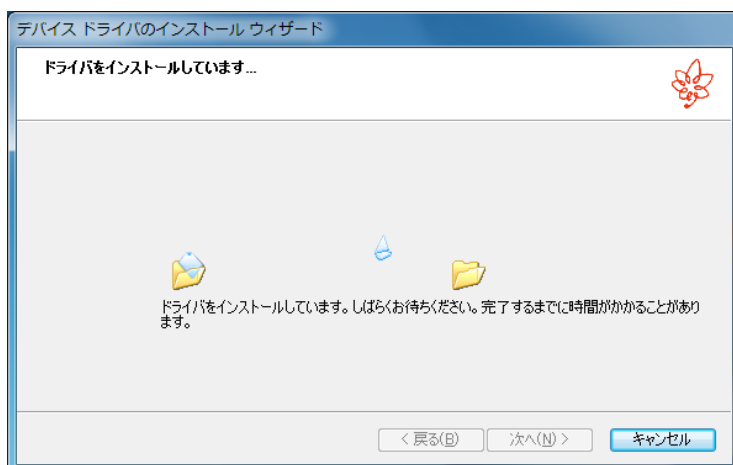 デバイス ドライバのインストール ウィザード
ドライバをインストールしています...
ドライバをインストールしています。しばらくお待ちください。完了するまでに時間がかかることがあり
ます。
< 戻る(B) 次へ(N) > キャンセル